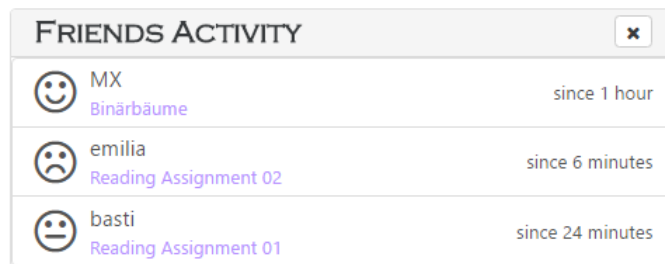 FRIENDS ACTIVITY
MX
Binärbäume
since 1 hour
emilia
Reading Assignment 02
since 6 minutes
basti
Reading Assignment 01
since 24 minutes